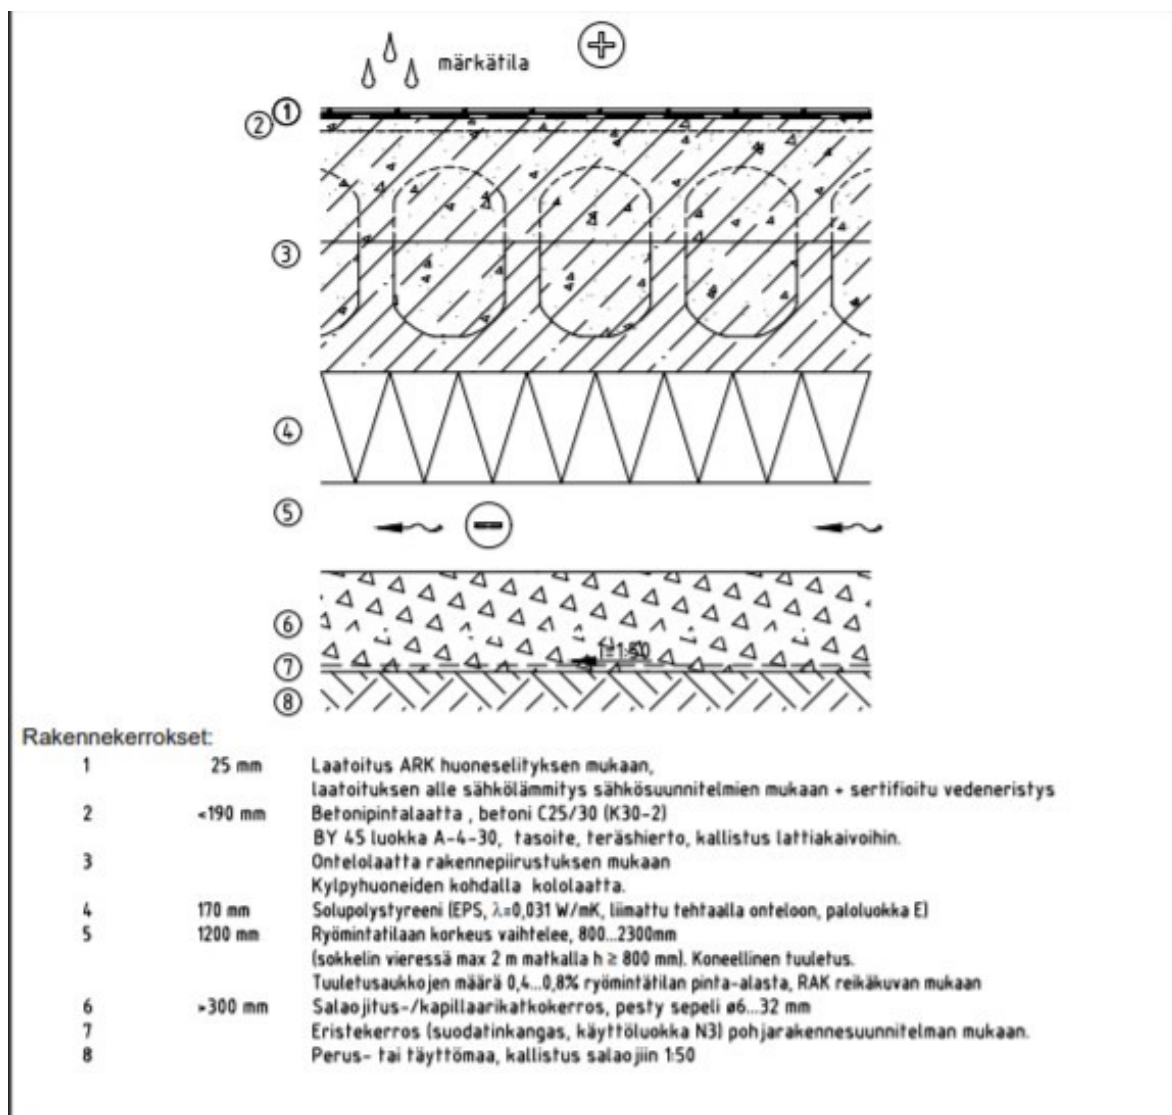 märkätila
1
2
3
4
5
6
1=1:50
7
8
Rakennekerrokset:
1 25 mm Laatoitus ARK huoneselityksen mukaan,
laatoituksen alle sähkölämmitys sähkösuunnitelmien mukaan + sertifioitu vedeneristys
2 <190 mm Betonipintalaatta , betoni C25/30 (K30-2)
BY 45 luokka A-4-30, tasoite, teräshierto, kallistus lattiakaivoihin.
3 Ontelolaatta rakennepiirustuksen mukaan
Kylpyhuoneiden kohdalla kololaatta.
4 170 mm Solupolystyreeni (EPS, λ=0,031 W/mK, liimattu tehtaalla onteloon, paloluokka E)
5 1200 mm Ryömintatilaan korkeus vaihtelee, 800...2300mm
(sokkelin vieressä max 2 m matkalla h ≥ 800 mm). Koneellinen tuuletus.
Tuuletusaukkojen määrä 0,4...0,8% ryömintätilan pinta-alasta, RAK reikäkuvan mukaan
6 >300 mm Salaojitus-/kapillaarikatkokerros, pesty sepeli ø6...32 mm
7 Eristekerros (suodatinkangas, käyttöluokka N3) pohjarakennesuunnitelman mukaan.
8 Perus- tai täyttömaa, kallistus salaojiin 1:50